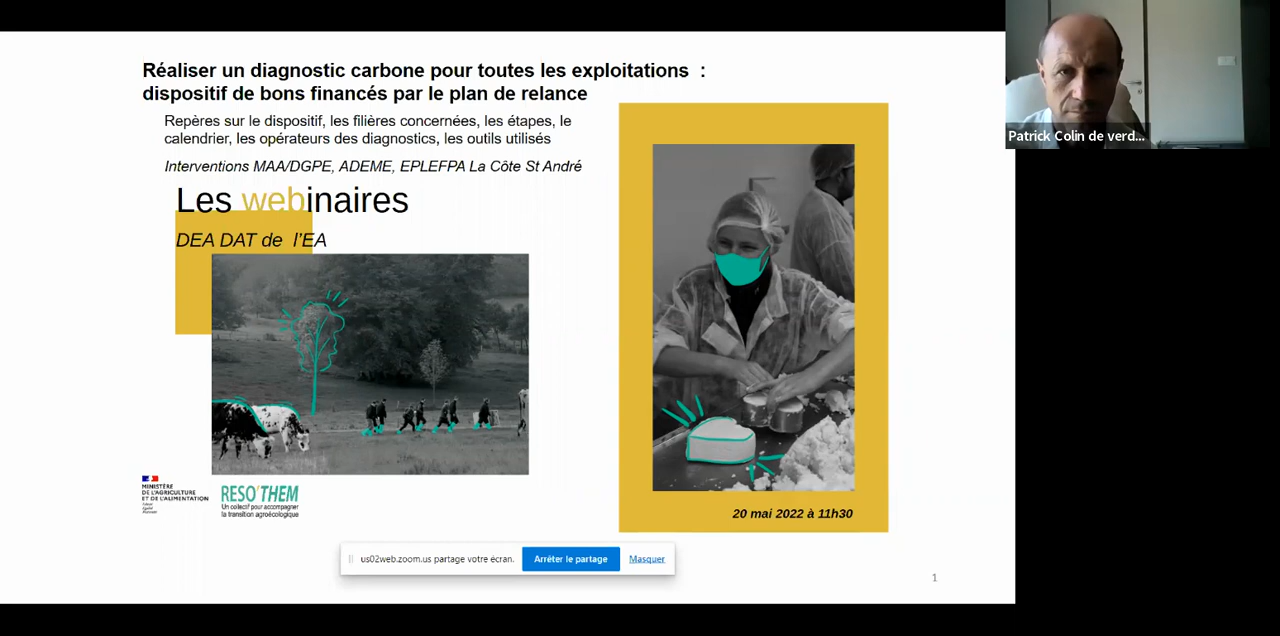 Réaliser un diagnostic carbone pour toutes les exploitations :
dispositif de bons financés par le plan de relance
Repères sur le dispositif, les filières concernées, les étapes, le
calendrier, les opérateurs des diagnostics, les outils utilisés
Interventions MAA/DGPE, ADEME, EPLEFPA La Côte St André
Les webinaires
DEA DAT de l'EA
MINISTÈRE
DE L'AGRICULTURE
ET DE L'ALIMENTATION
Liberté
Égalité
Fraternité
RESO'THEM
Un collectif pour accompagner
la transition agroécologique
20 mai 2022 à 11h30
us02web.zoom.us partage votre écran.
Arrêter le partage
Masquer
1
Patrick Colin de verd...